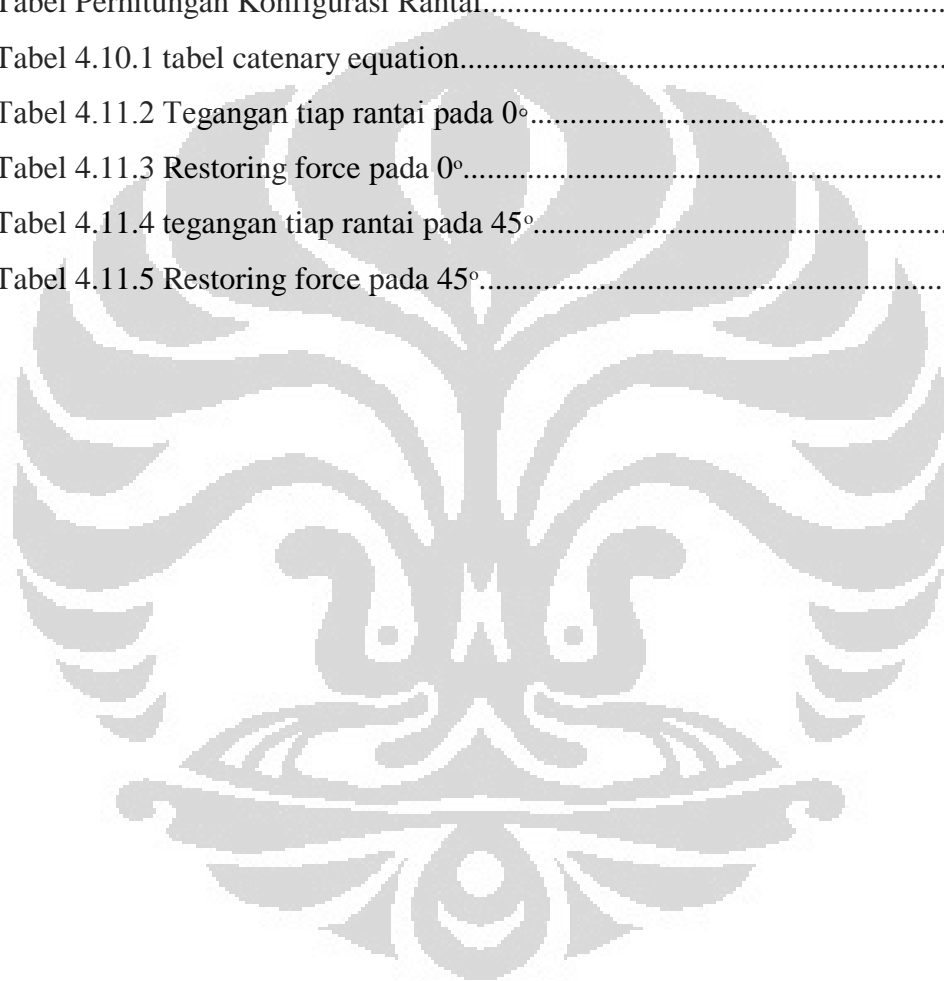 Tabel Perhitungan Konfigurasi Rantai..........................................................
Tabel 4.10.1 tabel catenary equation.............................................................
Tabel 4.11.2 Tegangan tiap rantai pada 0°....................................................
Tabel 4.11.3 Restoring force pada 0°............................................................
Tabel 4.11.4 tegangan tiap rantai pada 45°...................................................
Tabel 4.11.5 Restoring force pada 45°..........................................................